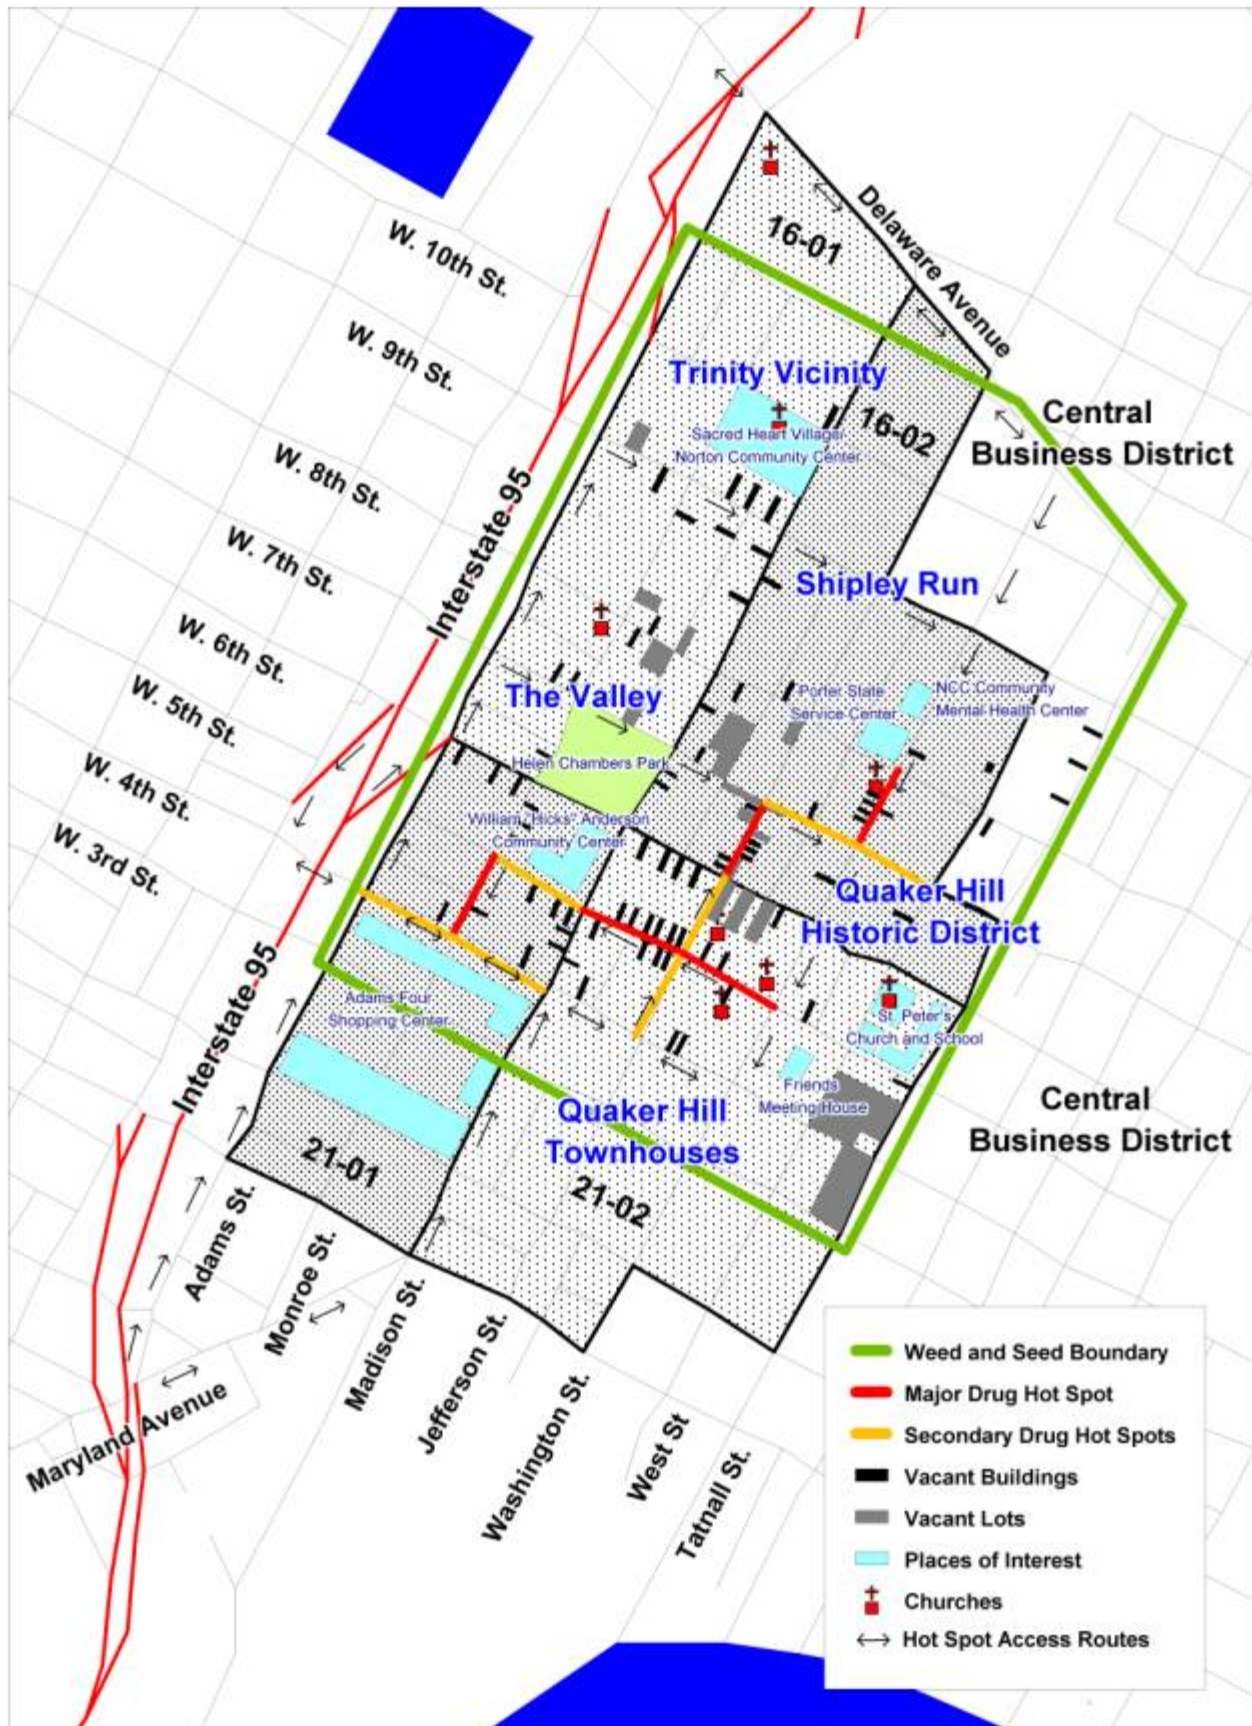 W. 10th St.
W. 9th St.
W. 8th St.
W. 7th St.
W. 6th St.
W. 5th St.
W. 4th St.
W. 3rd St.
Interstate-95
Interstate-95
Delaware Avenue
16-01
16-02
Trinity Vicinity
Sacred Heart Village/
Norton Community Center
Central
Business District
Shipley Run
The Valley
Porter State
Service Center
NCC Community
Mental Health Center
Helen Chambers Park
William "Hicks" Anderson
Community Center
Quaker Hill
Historic District
Adams Four
Shopping Center
St. Peter's
Church and School
Friends
Meeting House
Quaker Hill
Townhouses
Central
Business District
21-01
21-02
Adams St.
Monroe St.
Madison St.
Jefferson St.
Washington St.
West St
Tatnall St.
Maryland Avenue
Weed and Seed Boundary
Major Drug Hot Spot
Secondary Drug Hot Spots
Vacant Buildings
Vacant Lots
Places of Interest
Churches
Hot Spot Access Routes